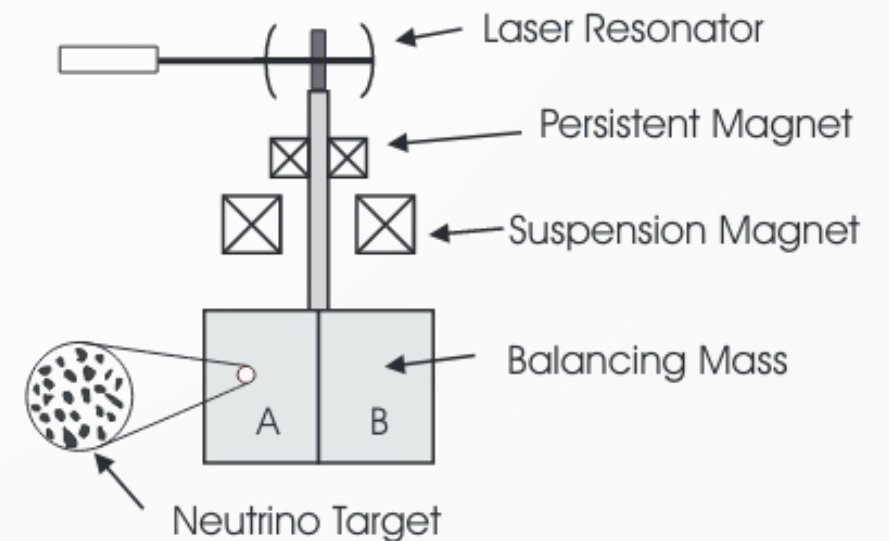 Laser Resonator
Persistent Magnet
Suspension Magnet
Balancing Mass
A
B
Neutrino Target